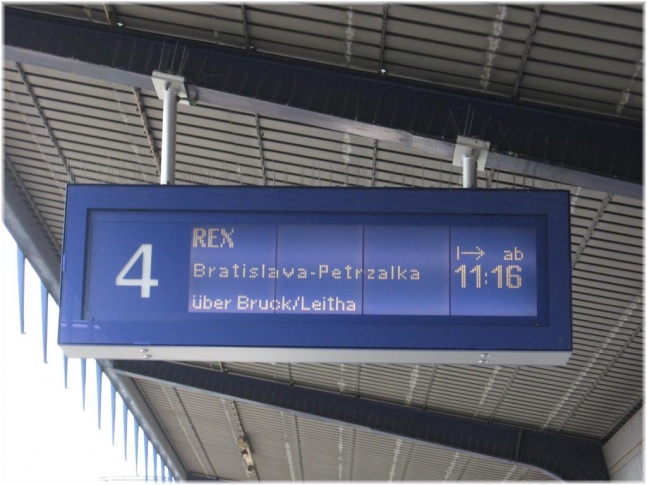 4
REX
Bratislava-Petrzalka
über Bruck/Leitha
ab
11:16